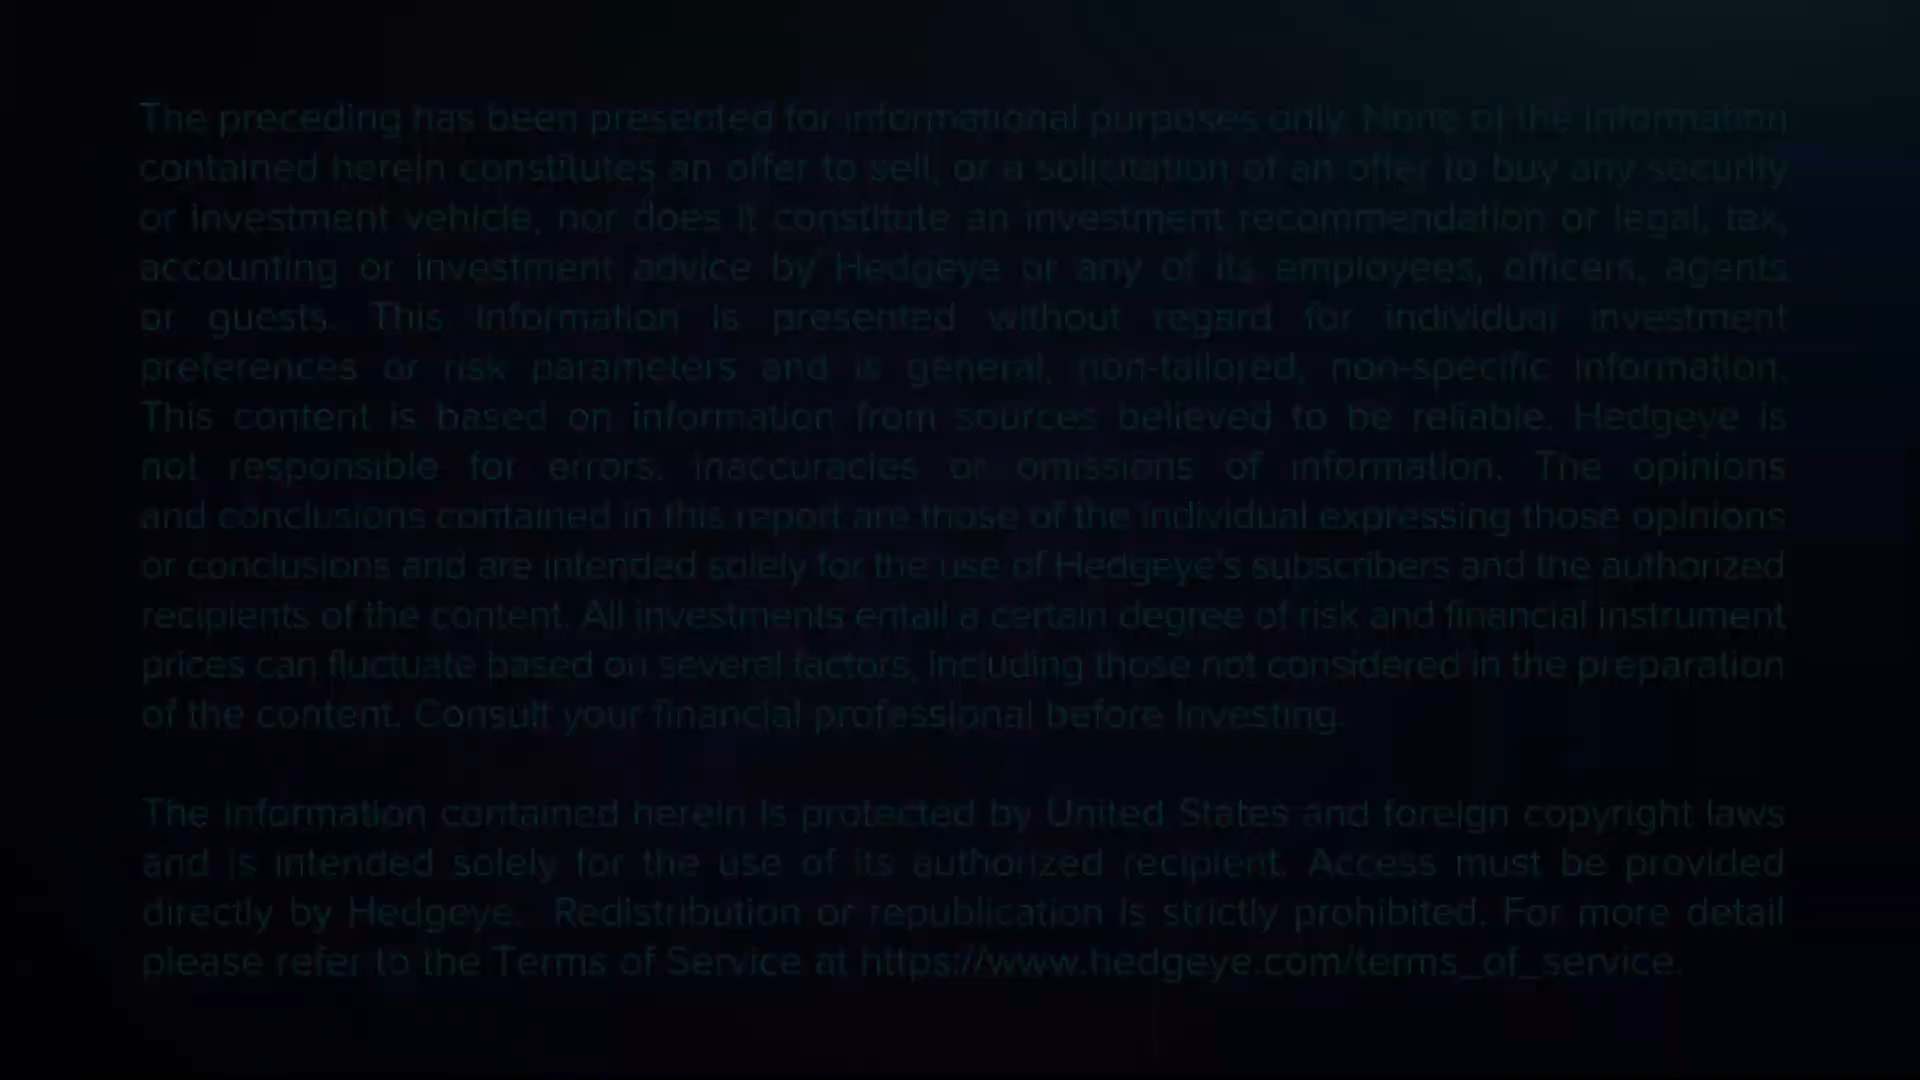 The preceding has been presented for informational purposes only. None of the information
contained herein constitutes an offer to sell, or a solicitation of an offer to buy any security
or investment vehicle, nor does it constitute an investment recommendation or legal, tax,
accounting or investment advice by Hedgeye or any of its employees, officers, agents
or guests. This information is presented without regard for individual investment
preferences or risk parameters and is general, non-tailored, non-specific information.
This content is based on information from sources believed to be reliable. Hedgeye is
not responsible for errors, inaccuracies or omissions of information. The opinions
and conclusions contained in this report are those of the individual expressing those opinions
or conclusions and are intended solely for the use of Hedgeye's subscribers and the authorized
recipients of the content. All investments entail a certain degree of risk and financial instrument
prices can fluctuate based on several factors, including those not considered in the preparation
of the content. Consult your financial professional before investing.
The information contained herein is protected by United States and foreign copyright laws
and is intended solely for the use of its authorized recipient. Access must be provided
directly by Hedgeye. Redistribution or republication is strictly prohibited. For more detail
please refer to the Terms of Service at https://www.hedgeye.com/terms_of_service.